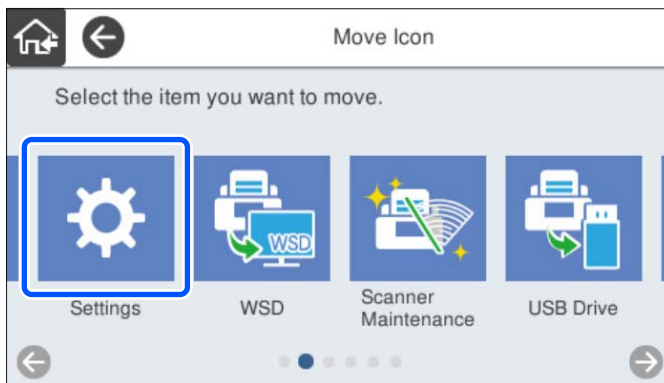 Move Icon
Select the item you want to move.
WSD
Settings
WSD
Scanner
Maintenance
USB Drive